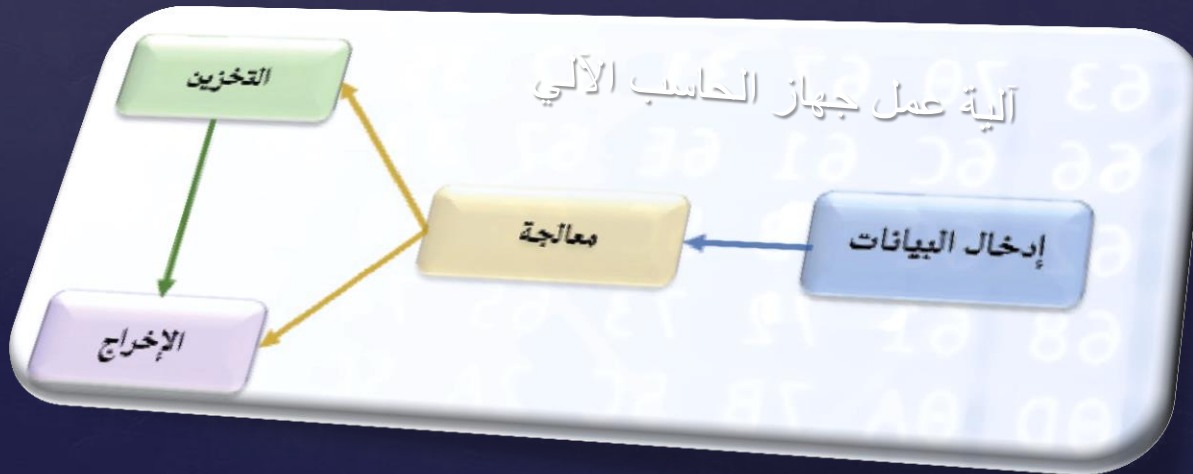 آلية عمل جهاز الحاسب الآلي
التخزين
إدخال البيانات
معالجة
الإخراج